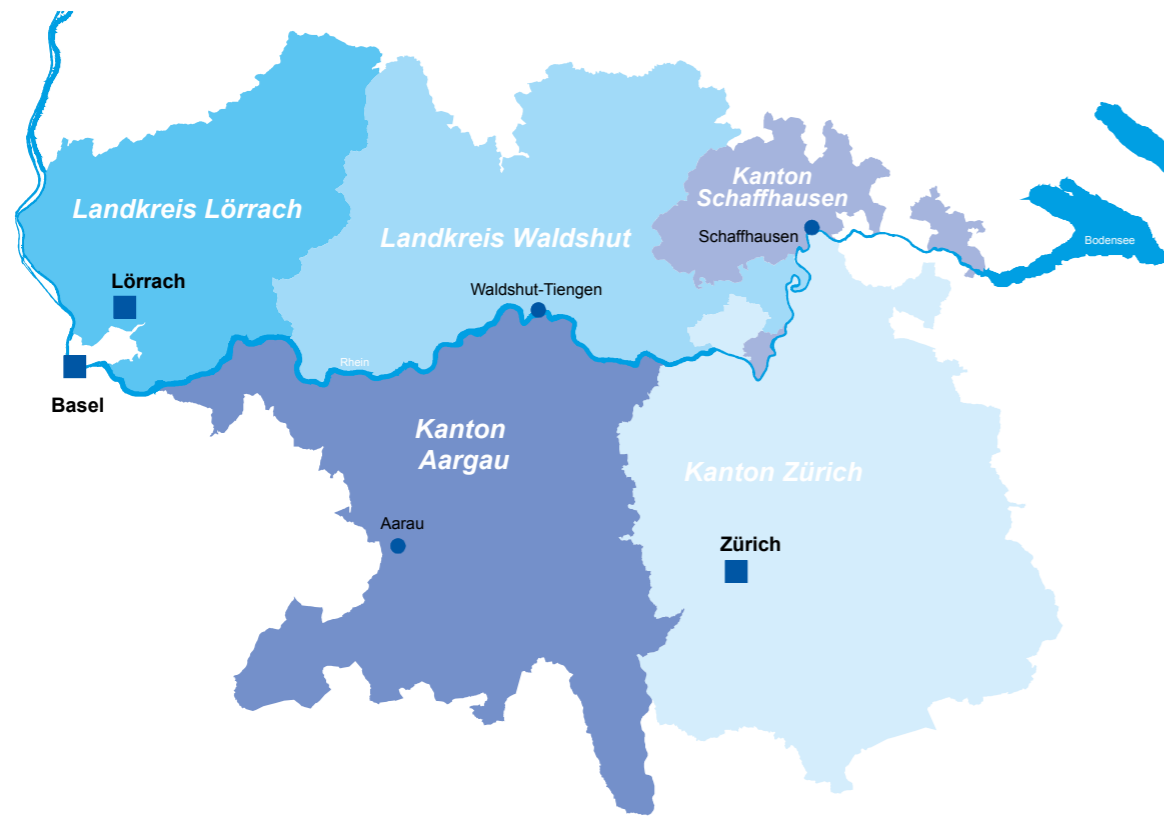 Kanton
Schaffhausen
Landkreis Lörrach
Landkreis Waldshut
Schaffhausen
Bodensee
Lörrach
Waldshut-Tiengen
Rhein
Basel
Kanton
Aargau
Kanton Zürich
Aarau
Zürich